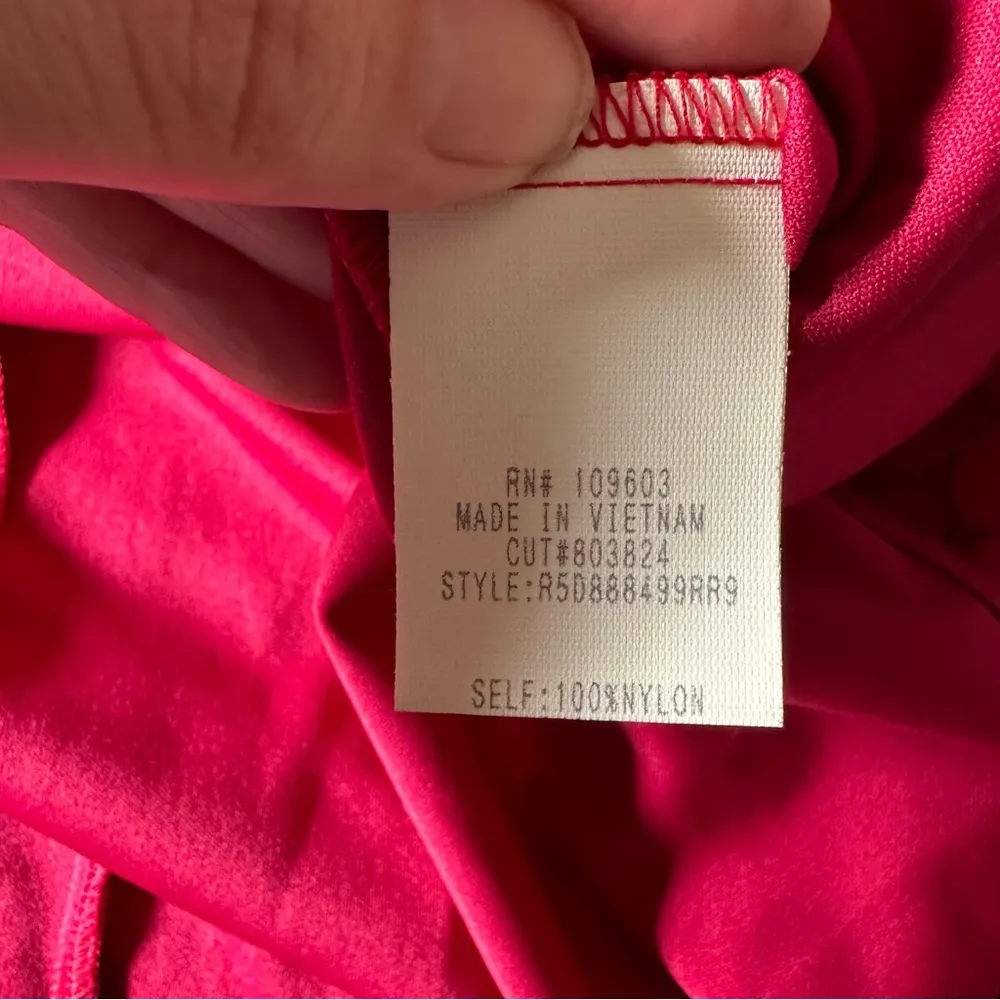 RN# 109603
MADE IN VIETNAM
CUT#803824
STYLE:R5D888499RR9
SELF:100%NYLON